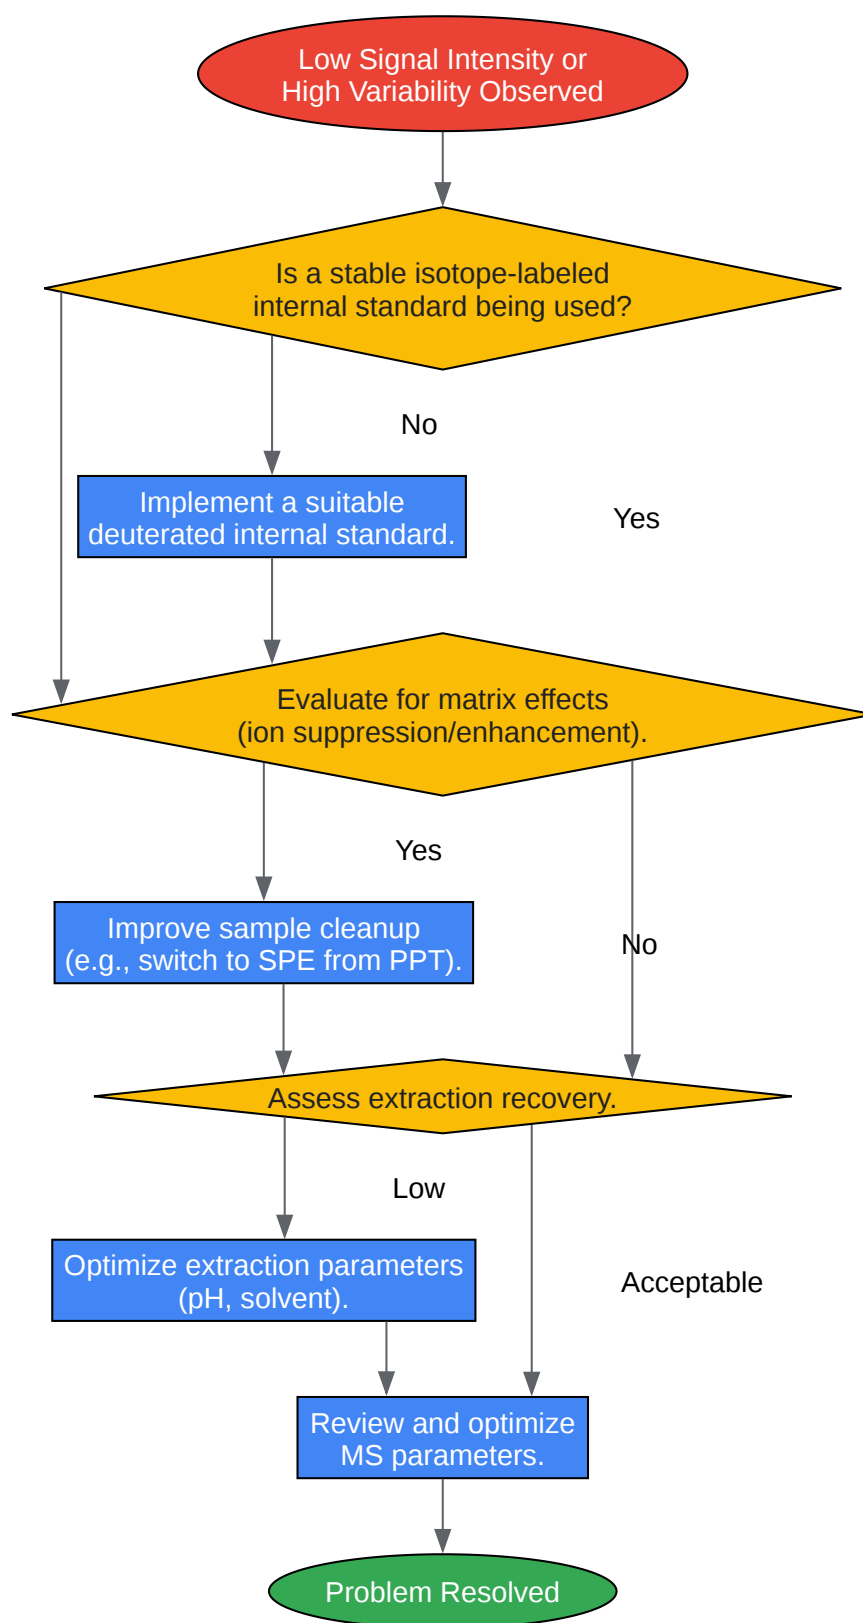 Low Signal Intensity or
High Variability Observed
Is a stable isotope-labeled
internal standard being used?
No
Implement a suitable
deuterated internal standard.
Yes
Evaluate for matrix effects
(ion suppression/enhancement).
Yes
Improve sample cleanup
(e.g., switch to SPE from PPT).
No
Assess extraction recovery.
Low
Optimize extraction parameters
(pH, solvent).
Acceptable
Review and optimize
MS parameters.
Problem Resolved